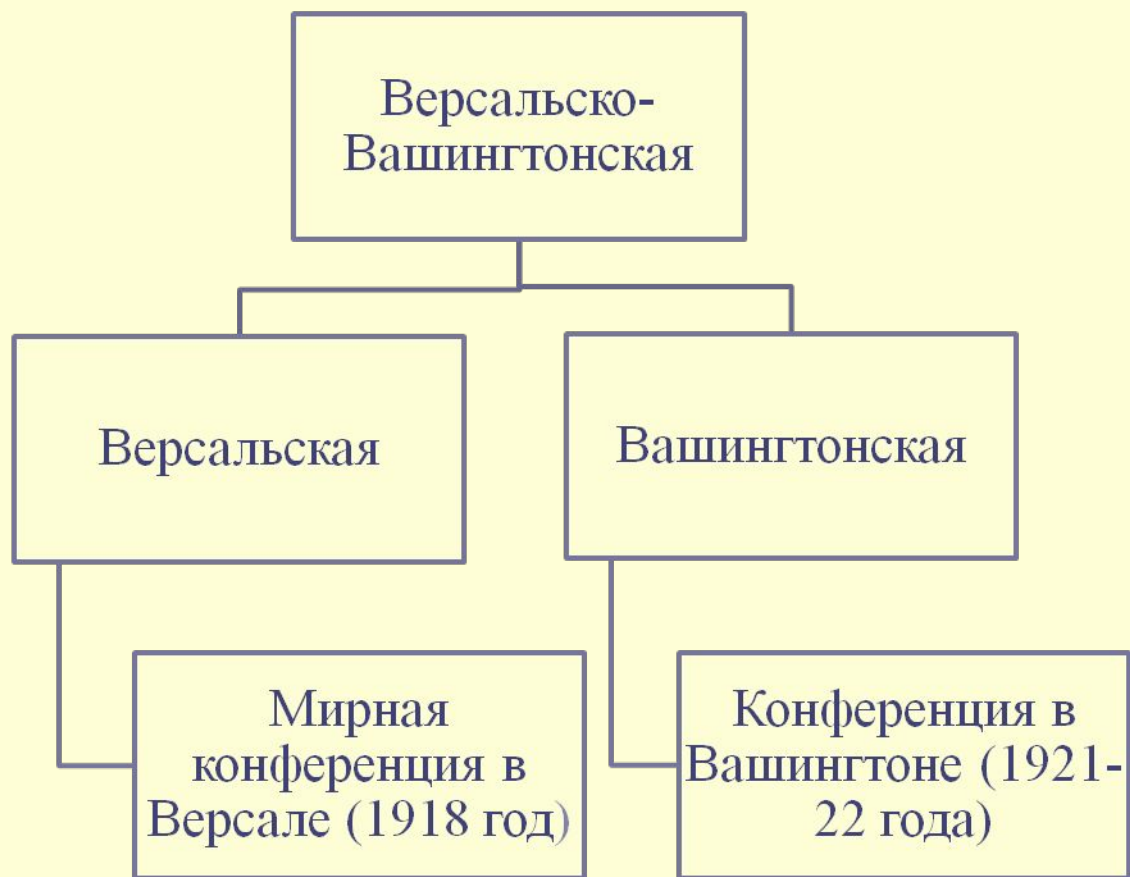 Версальско-
Вашингтонская
Версальская
Вашингтонская
Мирная
конференция в
Версале (1918 год)
Конференция в
Вашингтоне (1921-
22 года)